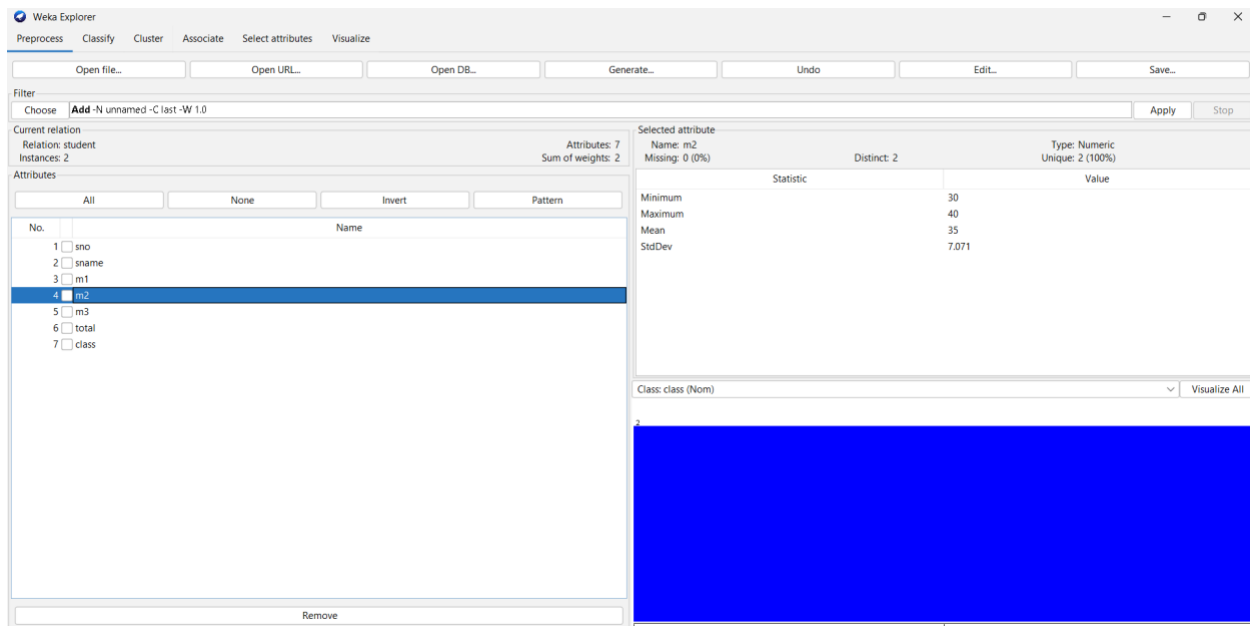 Weka Explorer
Preprocess Classify Cluster Associate Select attributes Visualize
Open file... Open URL... Open DB... Generate... Undo Edit... Save...
Filter
Choose Add -N unnamed -C last -W 1.0 Apply Stop
Current relation
Relation: student Attributes: 7
Instances: 2 Sum of weights: 2
Attributes
All None Invert Pattern
No. Name
1 sno
2 sname
3 m1
4 m2
5 m3
6 total
7 class
Remove
Selected attribute
Name: m2 Type: Numeric
Missing: 0 (0%) Distinct: 2 Unique: 2 (100%)
Statistic Value
Minimum 30
Maximum 40
Mean 35
StdDev 7.071
Class: class (Nom) Visualize All
2